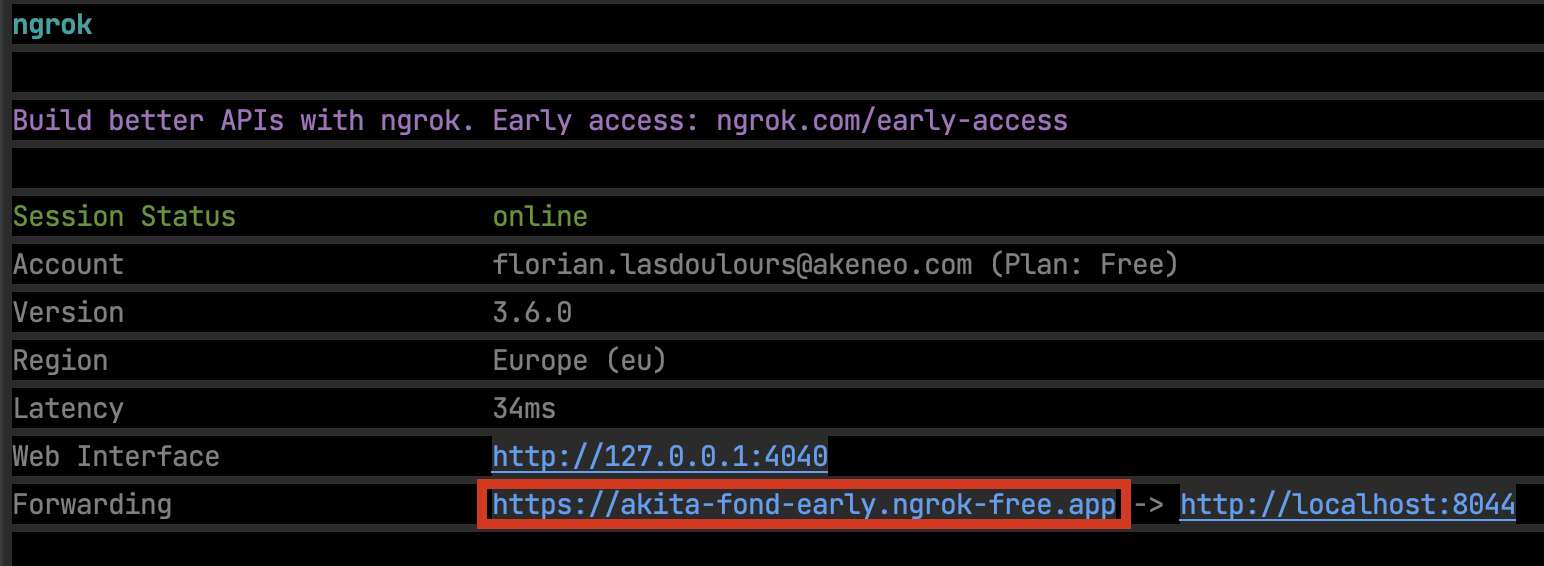 ngrok
Build better APIs with ngrok. Early access: ngrok.com/early-access
Session Status online
Account florian.lasdoulours@akeneo.com (Plan: Free)
Version 3.6.0
Region Europe (eu)
Latency 34ms
Web Interface http://127.0.0.1:4040
Forwarding https://akita-fond-early.ngrok-free.app -> http://localhost:8044